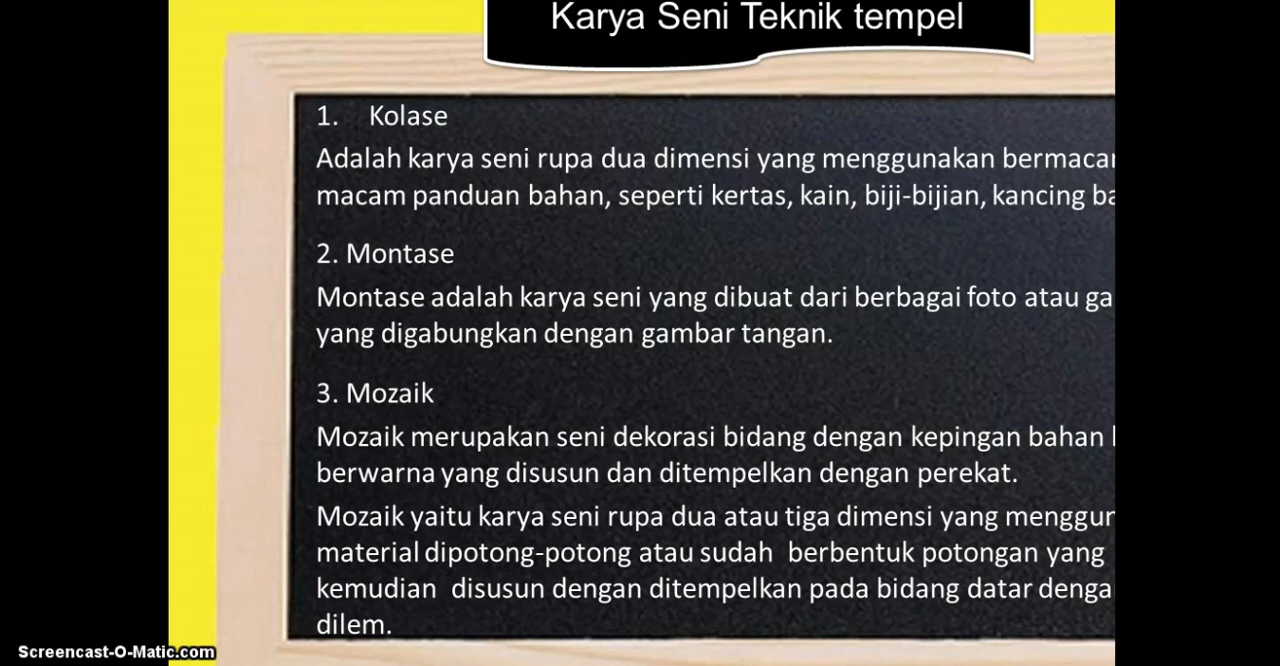 Karya Seni Teknik tempel
1. Kolase
Adalah karya seni rupa dua dimensi yang menggunakan
macam panduan bahan, seperti kertas, kain, biji-bijian, kancing
2. Montase
Montase adalah karya seni yang dibuat dari berbagai foto atau
yang digabungkan dengan gambar tangan.
3. Mozaik
Mozaik merupakan seni dekorasi bidang dengan kepingan bahan
berwarna yang disusun dan ditempelkan dengan perekat.
Mozaik yaitu karya seni rupa dua atau tiga dimensi yang
material dipotong-potong atau sudah berbentuk potongan yang
kemudian disusun dengan ditempelkan pada bidang datar
dilem.
Screencast-O-Matic.com